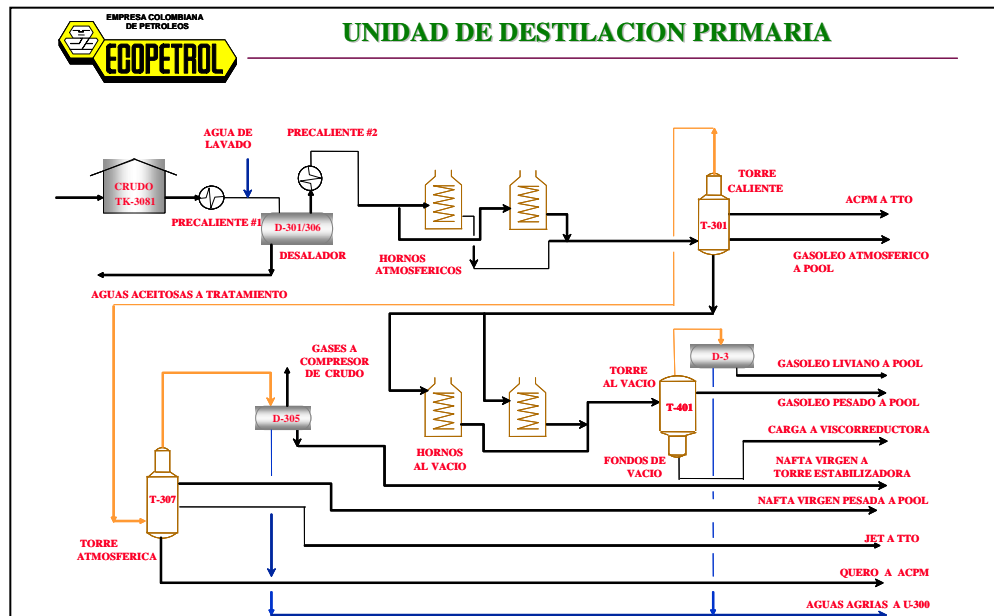 EMPRESA COLOMBIANA
DE PETROLEOS
ECOPETROL
UNIDAD DE DESTILACION PRIMARIA
AGUA DE
LAVADO
PRECALIENTE #2
CRUDO
TK-3081
PRECALIENTE #1
D-301/306
DESALADOR
HORNOS
ATMOSFERICOS
TORRE
CALIENTE
T-301
ACPM A TTO
GASOLEO ATMOSFERICO
A POOL
AGUAS ACEITOSAS A TRATAMIENTO
GASES A
COMPRESOR
DE CRUDO
D-305
HORNOS
AL VACIO
TORRE
AL VACIO
D-3
T-401
FONDOS DE
VACIO
GASOLEO LIVIANO A POOL
GASOLEO PESADO A POOL
CARGA A VISCORREDUCTORA
NAFTA VIRGEN A
TORRE ESTABILIZADORA
NAFTA VIRGEN PESADA A POOL
T-307
TORRE
ATMOSFERICA
JET A TTO
QUERO A ACPM
AGUAS AGRIAS A U-300